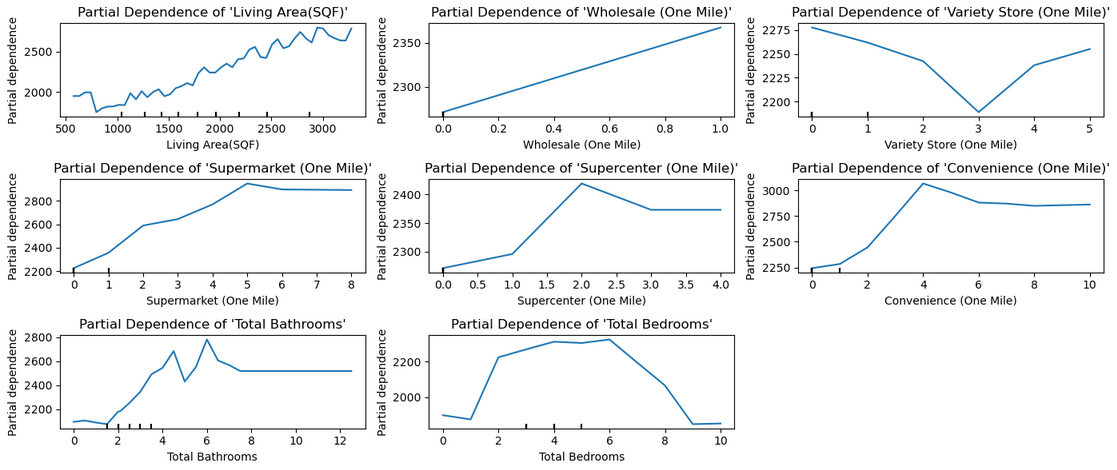 Partial Dependence of 'Living Area(SQF)'
Partial dependence
2500
2000
500 1000 1500 2000 2500 3000
Living Area(SQF)
Partial Dependence of 'Wholesale (One Mile)'
Partial dependence
2350
2300
0.0 0.2 0.4 0.6 0.8 1.0
Wholesale (One Mile)
Partial Dependence of 'Variety Store (One Mile)'
Partial dependence
2275
2250
2225
2200
0 1 2 3 4 5
Variety Store (One Mile)
Partial Dependence of 'Supermarket (One Mile)'
Partial dependence
2800
2600
2400
2200
0 1 2 3 4 5 6 7 8
Supermarket (One Mile)
Partial Dependence of 'Supercenter (One Mile)'
Partial dependence
2400
2350
2300
0.0 0.5 1.0 1.5 2.0 2.5 3.0 3.5 4.0
Supercenter (One Mile)
Partial Dependence of 'Convenience (One Mile)'
Partial dependence
3000
2750
2500
2250
0 2 4 6 8 10
Convenience (One Mile)
Partial Dependence of 'Total Bathrooms'
Partial dependence
2800
2600
2400
2200
0 2 4 6 8 10 12
Total Bathrooms
Partial Dependence of 'Total Bedrooms'
Partial dependence
2200
2000
0 2 4 6 8 10
Total Bedrooms